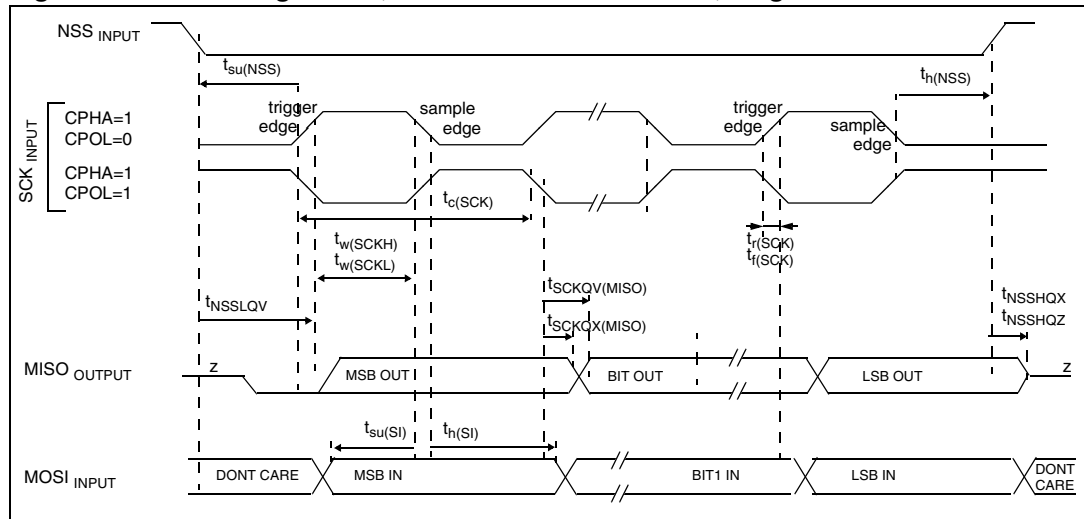 NSS INPUT
tsu(NSS)
th(NSS)
SCK INPUT
CPHA=1
CPOL=0
CPHA=1
CPOL=1
trigger
edge
sample
edge
trigger
edge
sample
edge
tc(SCK)
tw(SCKH)
tw(SCKL)
tr(SCK)
tf(SCK)
tNSSLQV
tSCKQV(MISO)
tSCKQX(MISO)
tNSSHQX
tNSSHQZ
MISO OUTPUT
z
MSB OUT
BIT OUT
LSB OUT
z
tsu(SI)
th(SI)
MOSI INPUT
DONT CARE
MSB IN
BIT1 IN
LSB IN
DONT
CARE